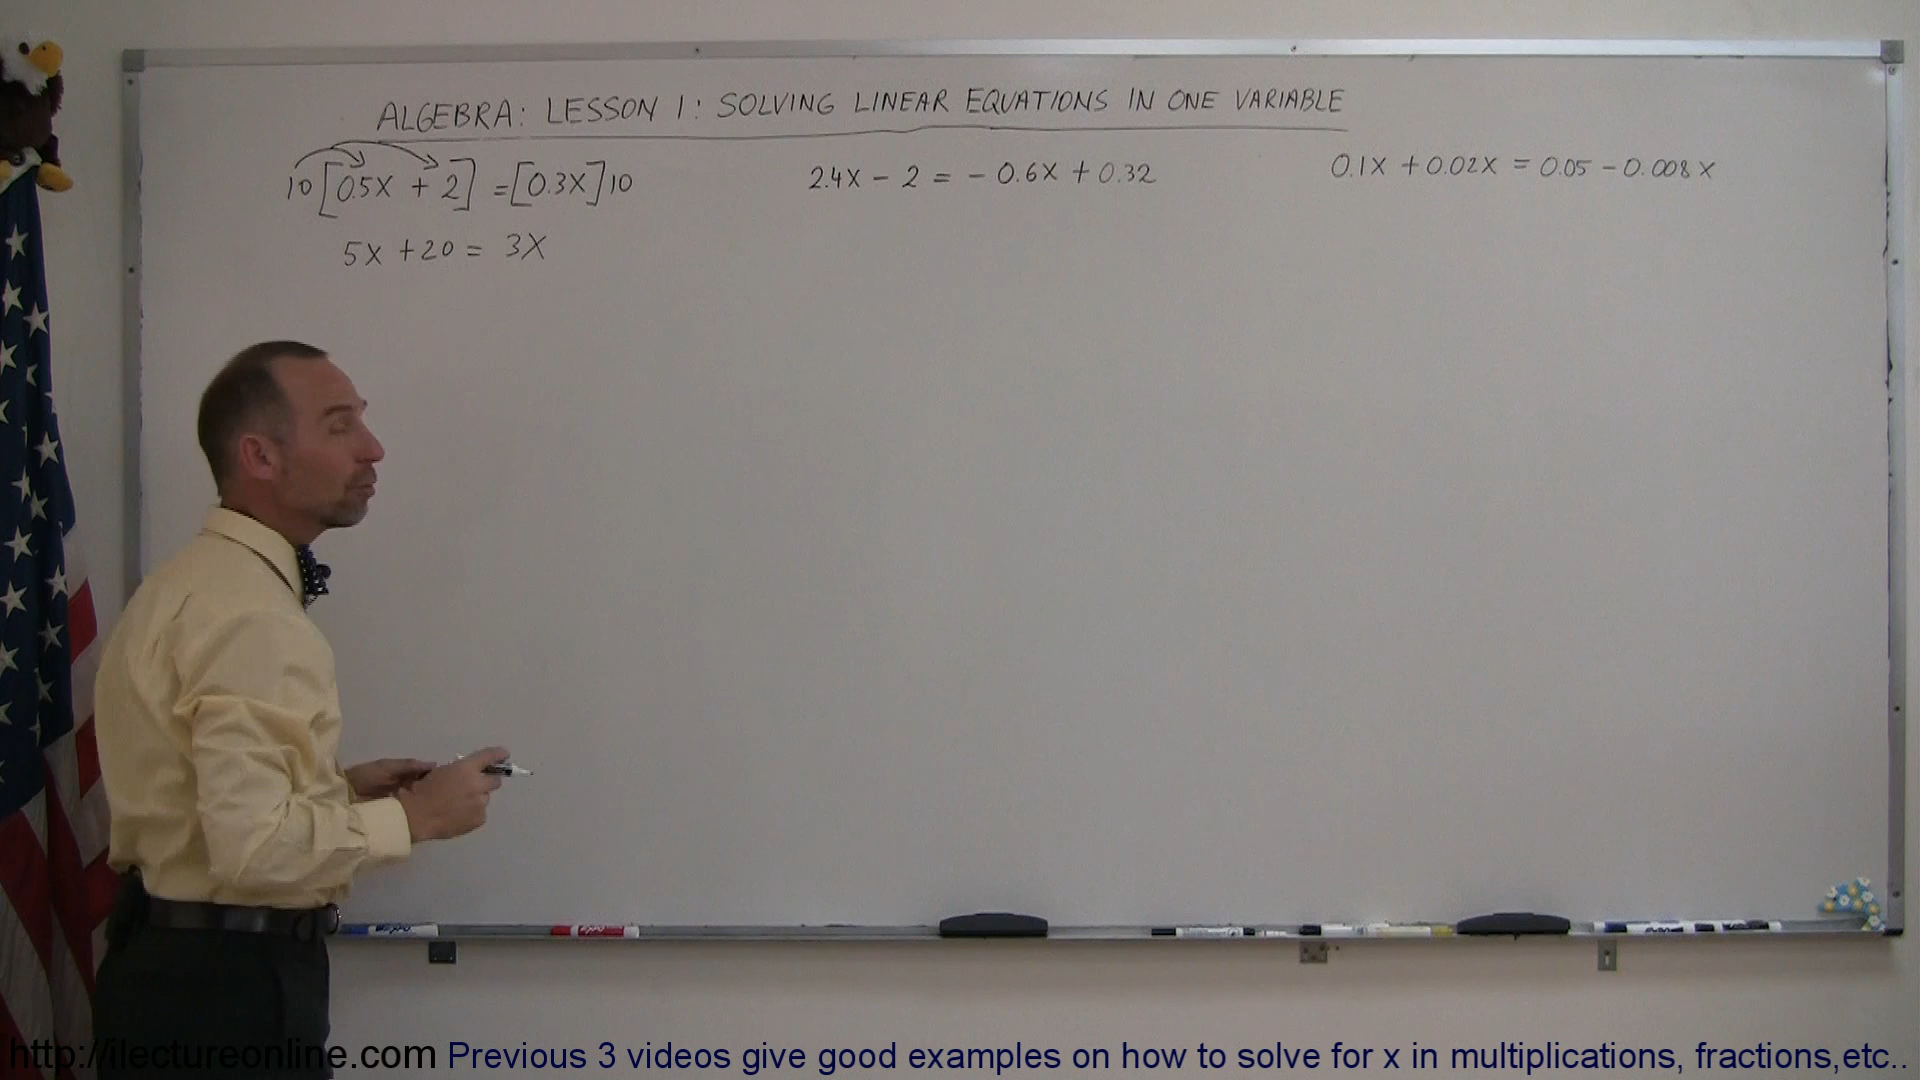 ALGEBRA: LESSON 1: SOLVING LINEAR EQUATIONS IN ONE VARIABLE
10[0.5X + 2] = [0.3X]10
2.4X - 2 = - 0.6X + 0.32
0.1X + 0.02X = 0.05 - 0.008X
5X + 20 = 3X
http://ilectureonline.com Previous 3 videos give good examples on how to solve for x in multiplications, fractions,etc..